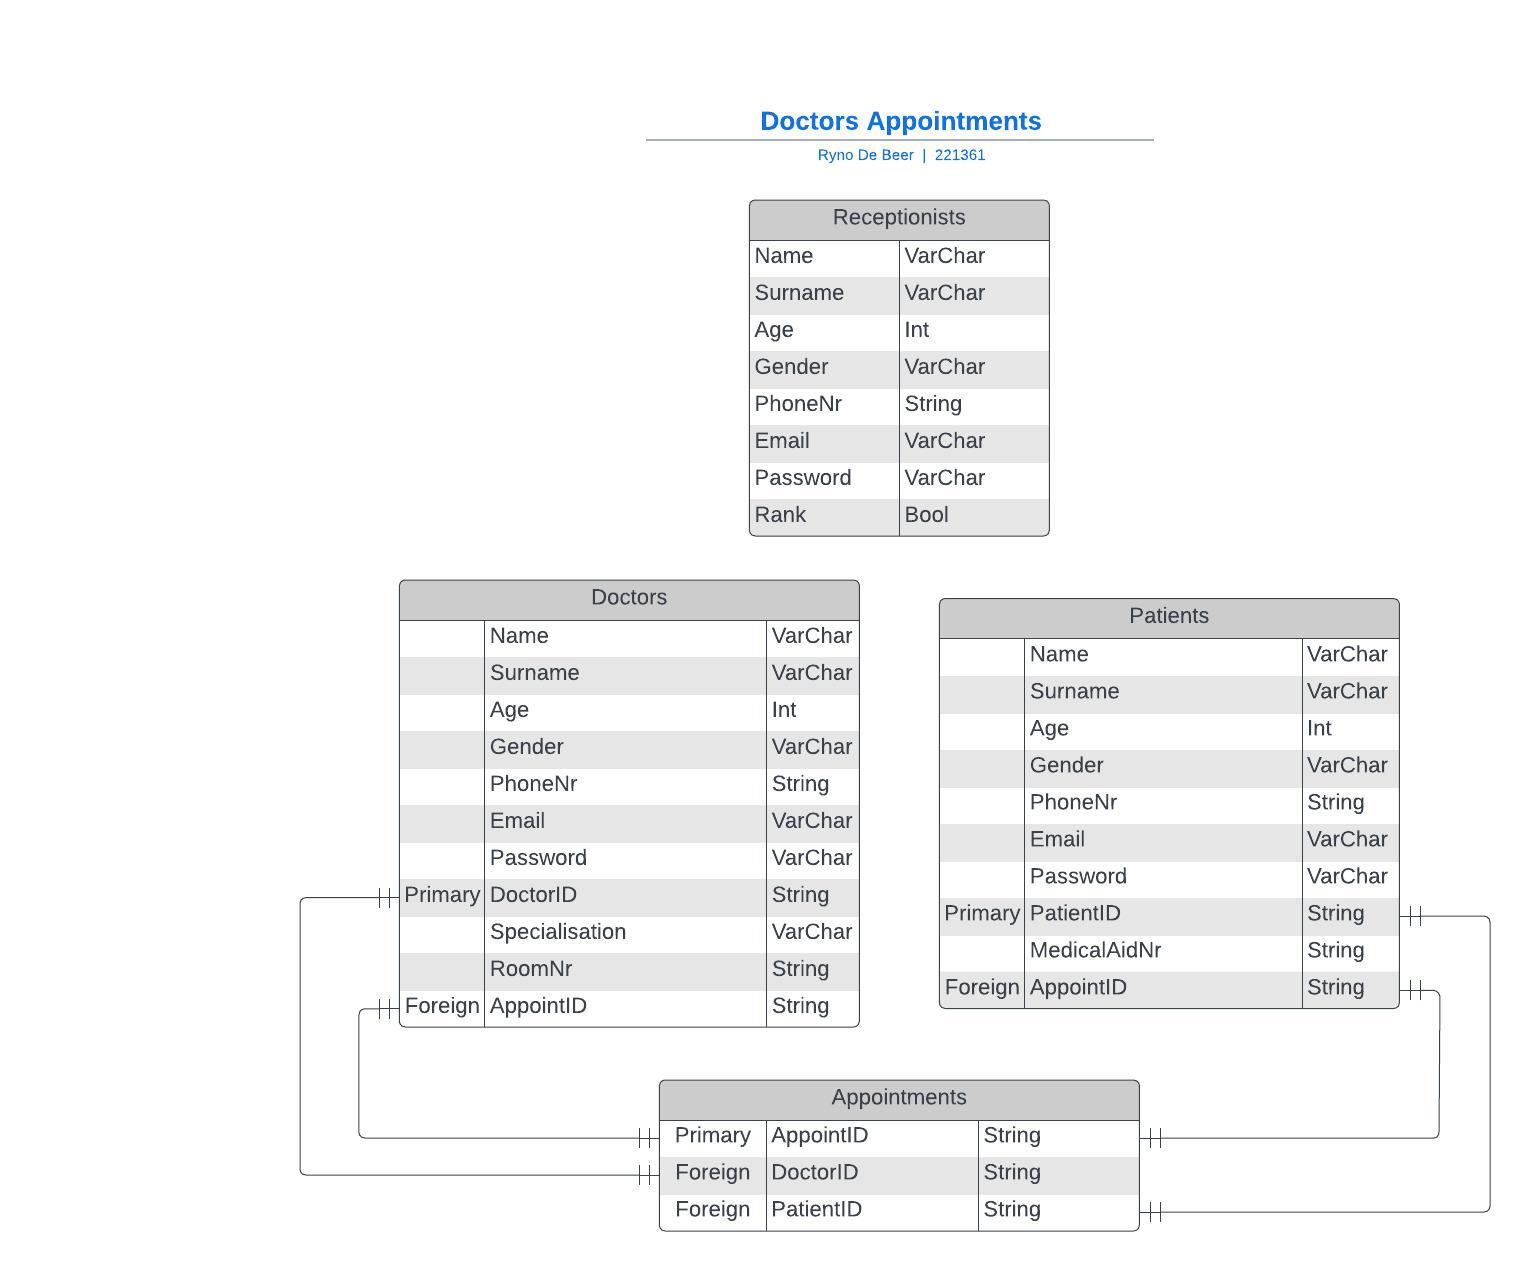 Doctors Appointments
Ryno De Beer | 221361
Receptionists
Name VarChar
Surname VarChar
Age Int
Gender VarChar
PhoneNr String
Email VarChar
Password VarChar
Rank Bool
Doctors
Name VarChar
Surname VarChar
Age Int
Gender VarChar
PhoneNr String
Email VarChar
Password VarChar
Primary DoctorID String
Specialisation VarChar
RoomNr String
Foreign AppointID String
Patients
Name VarChar
Surname VarChar
Age Int
Gender VarChar
PhoneNr String
Email VarChar
Password VarChar
Primary PatientID String
MedicalAidNr String
Foreign AppointID String
Appointments
Primary AppointID String
Foreign DoctorID String
Foreign PatientID String